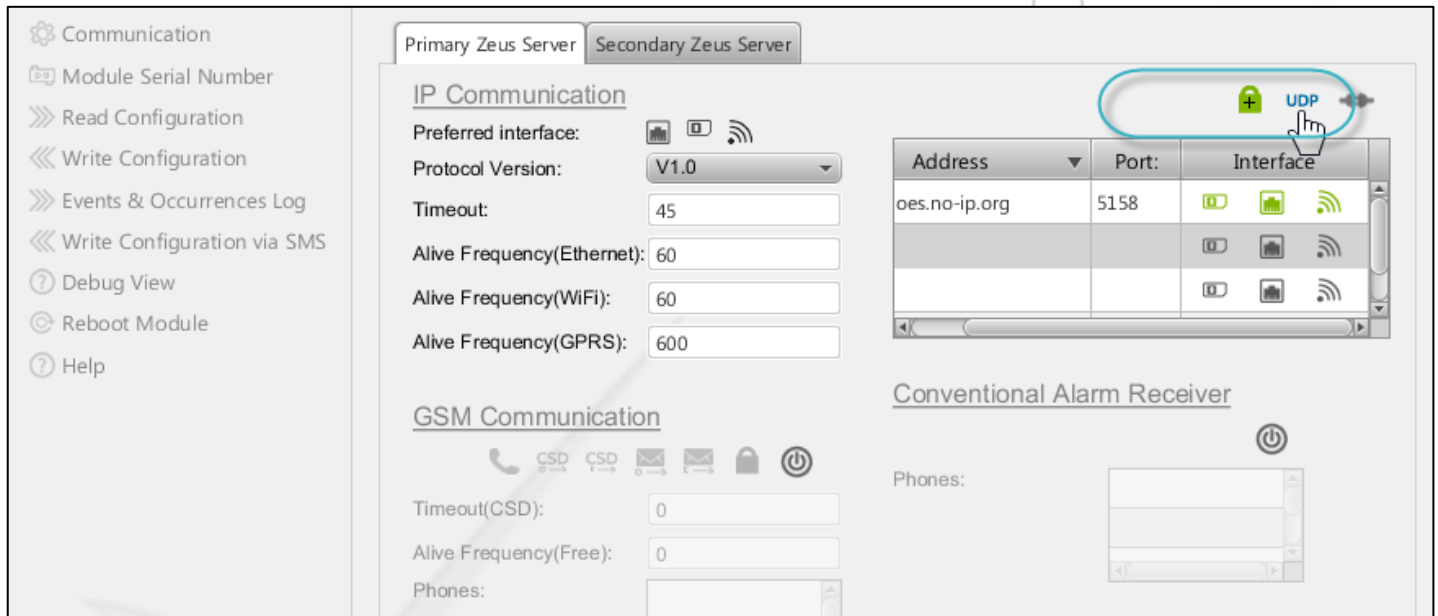 Communication
Module Serial Number
Read Configuration
Write Configuration
Events & Occurrences Log
Write Configuration via SMS
Debug View
Reboot Module
Help
Primary Zeus Server
Secondary Zeus Server
IP Communication
Preferred interface:
Protocol Version:
V1.0
Timeout:
45
Alive Frequency(Ethernet):
60
Alive Frequency(WiFi):
60
Alive Frequency(GPRS):
600
UDP
Address
Port:
Interface
oes.no-ip.org
5158
GSM Communication
CSD
CSD
Timeout(CSD):
0
Alive Frequency(Free):
0
Phones:
Conventional Alarm Receiver
Phones: